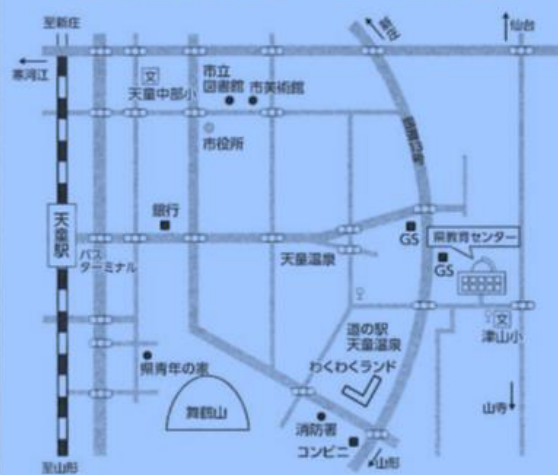 至新庄
寒河江
仙台
文
天童中部小
市立
図書館
市美術館
市役所
銀行
天童駅
バス
ターミナル
天童温泉
GS
県教育センター
GS
文
津山小
道の駅
天童温泉
わくわくランド
県青年の家
舞鶴山
消防署
コンビニ
山寺
至山形
山形